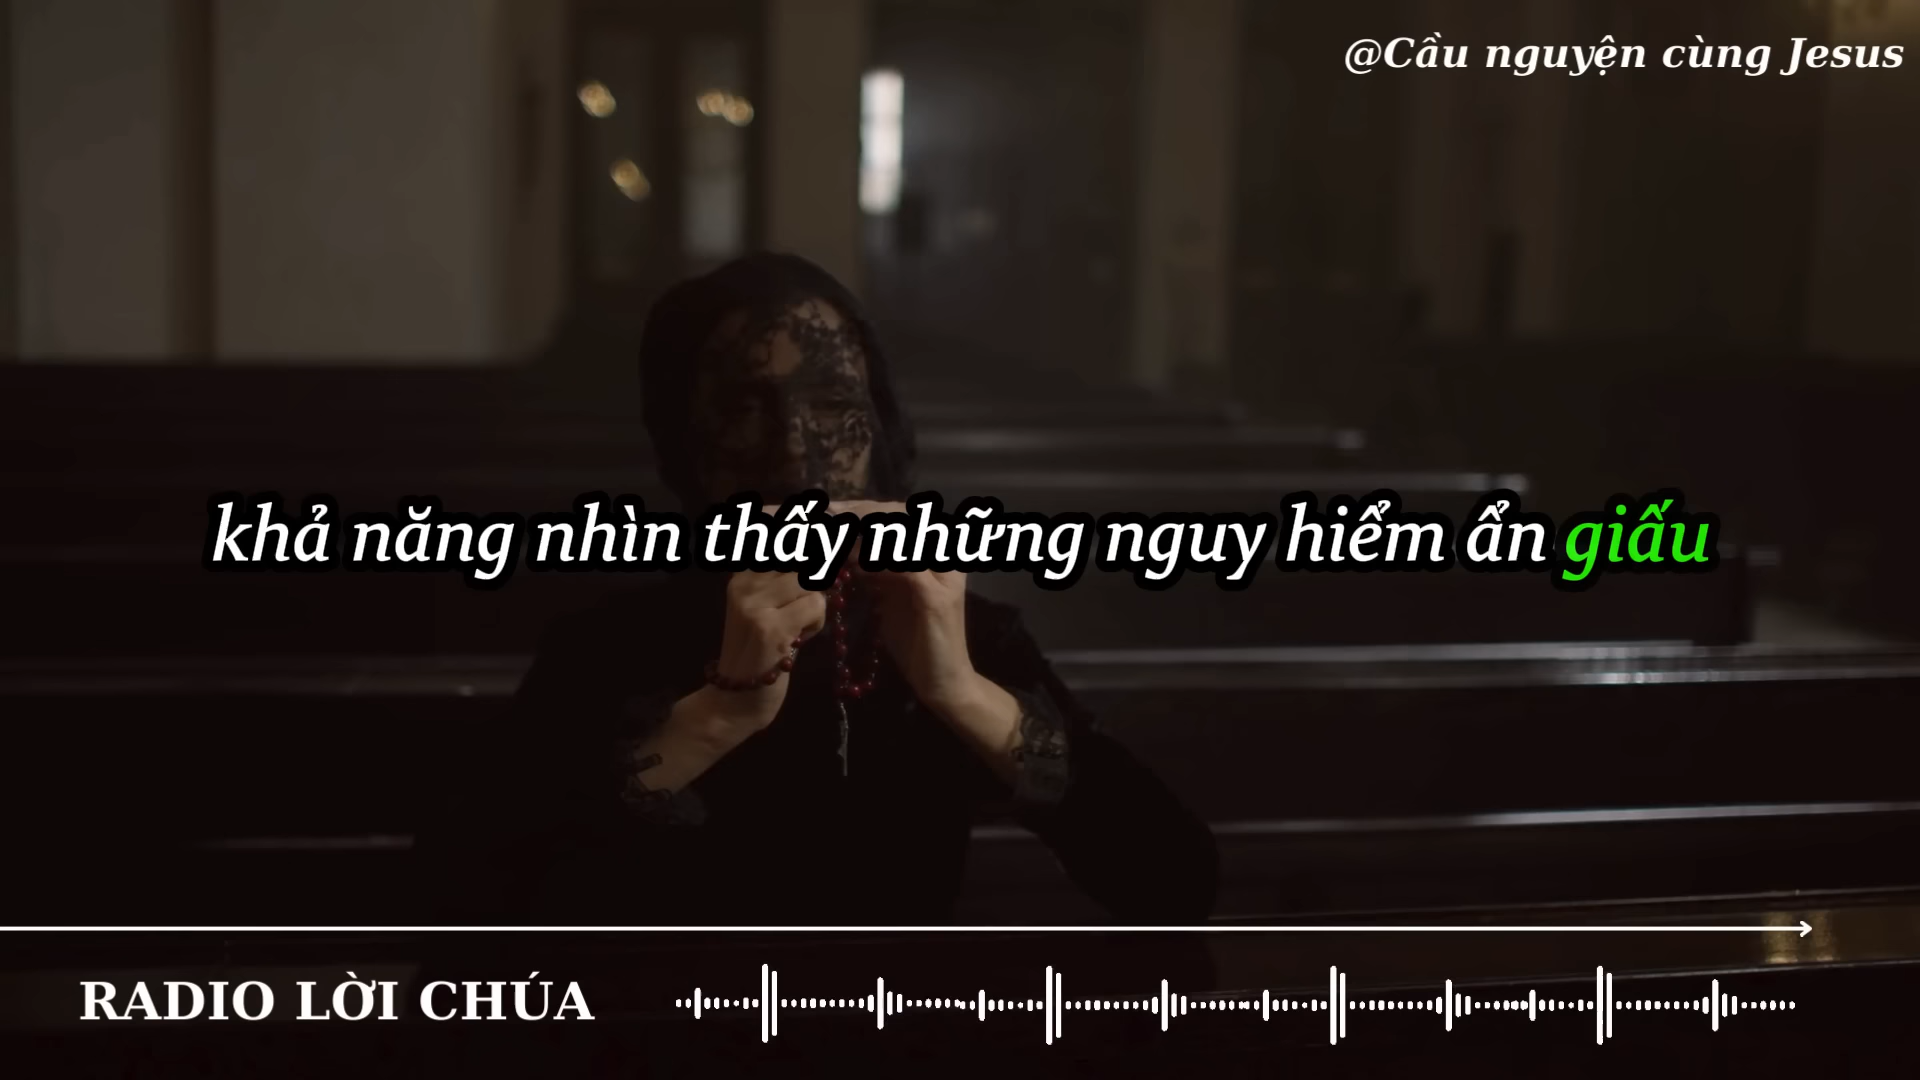 @Cầu nguyện cùng Jesus
khả năng nhìn thấy những nguy hiểm ẩn giấu
RADIO LỜI CHÚA